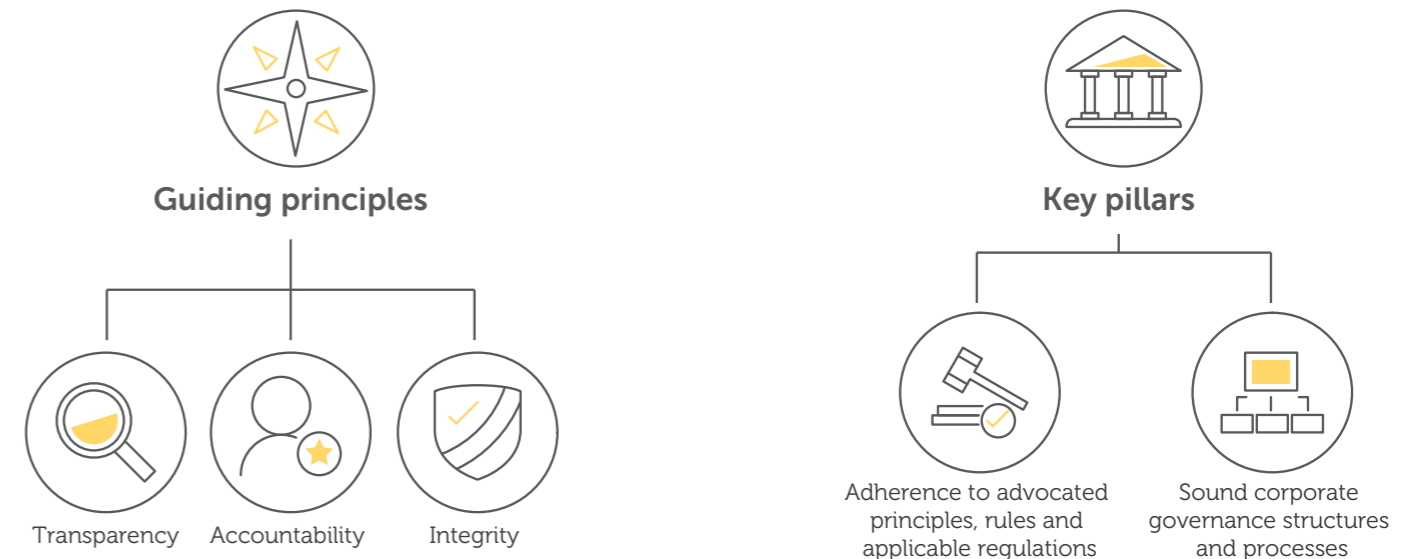 Guiding principles
Transparency
Accountability
Integrity
Key pillars
Adherence to advocated
principles, rules and
applicable regulations
Sound corporate
governance structures
and processes